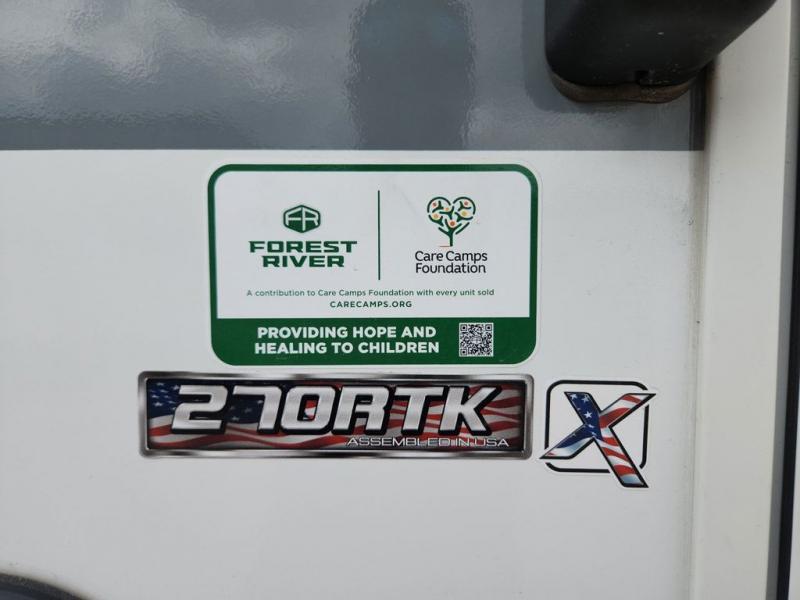 FR
FOREST
RIVER
Care Camps
Foundation
A contribution to Care Camps Foundation with every unit sold
CARECAMPS.ORG
PROVIDING HOPE AND
HEALING TO CHILDREN
270RTK
ASSEMBLED IN USA
X